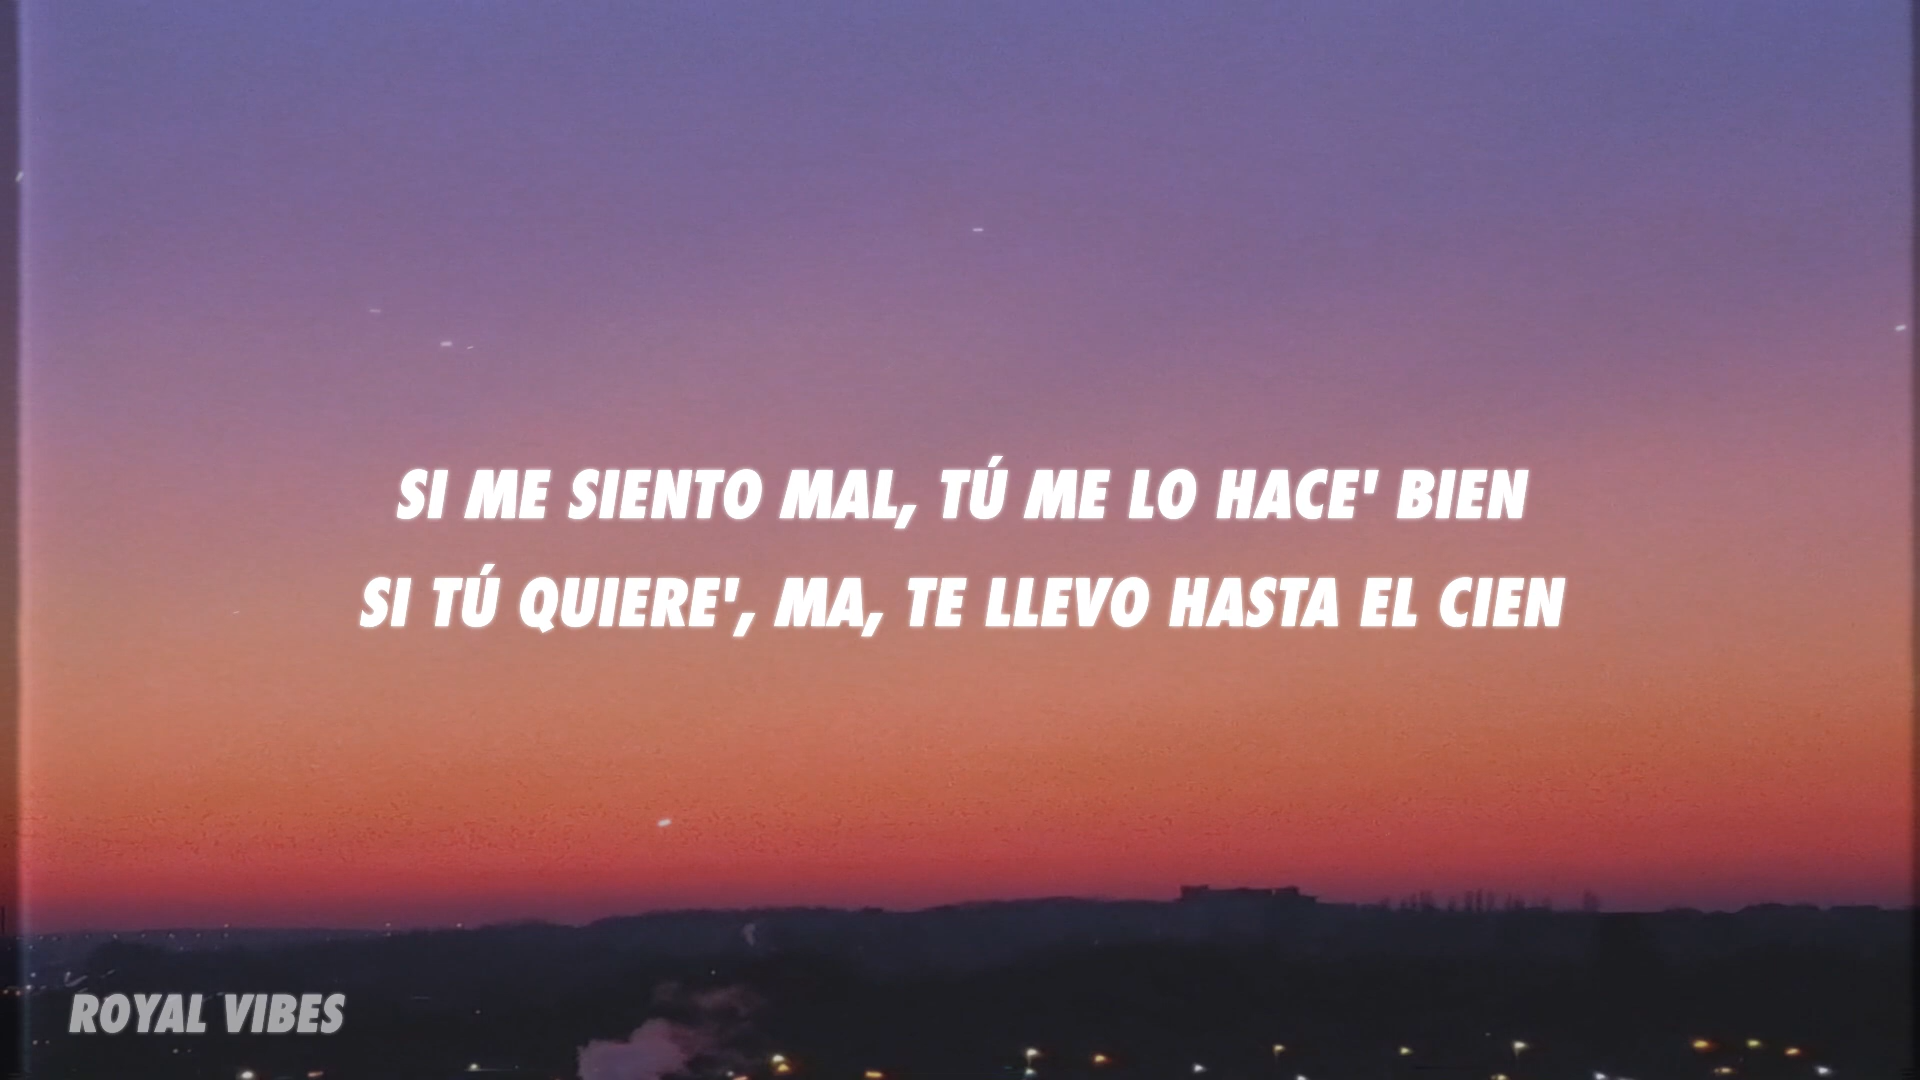 SI ME SIENTO MAL, TÚ ME LO HACE' BIEN
SI TÚ QUIERE', MA, TE LLEVO HASTA EL CIEN
ROYAL VIBES